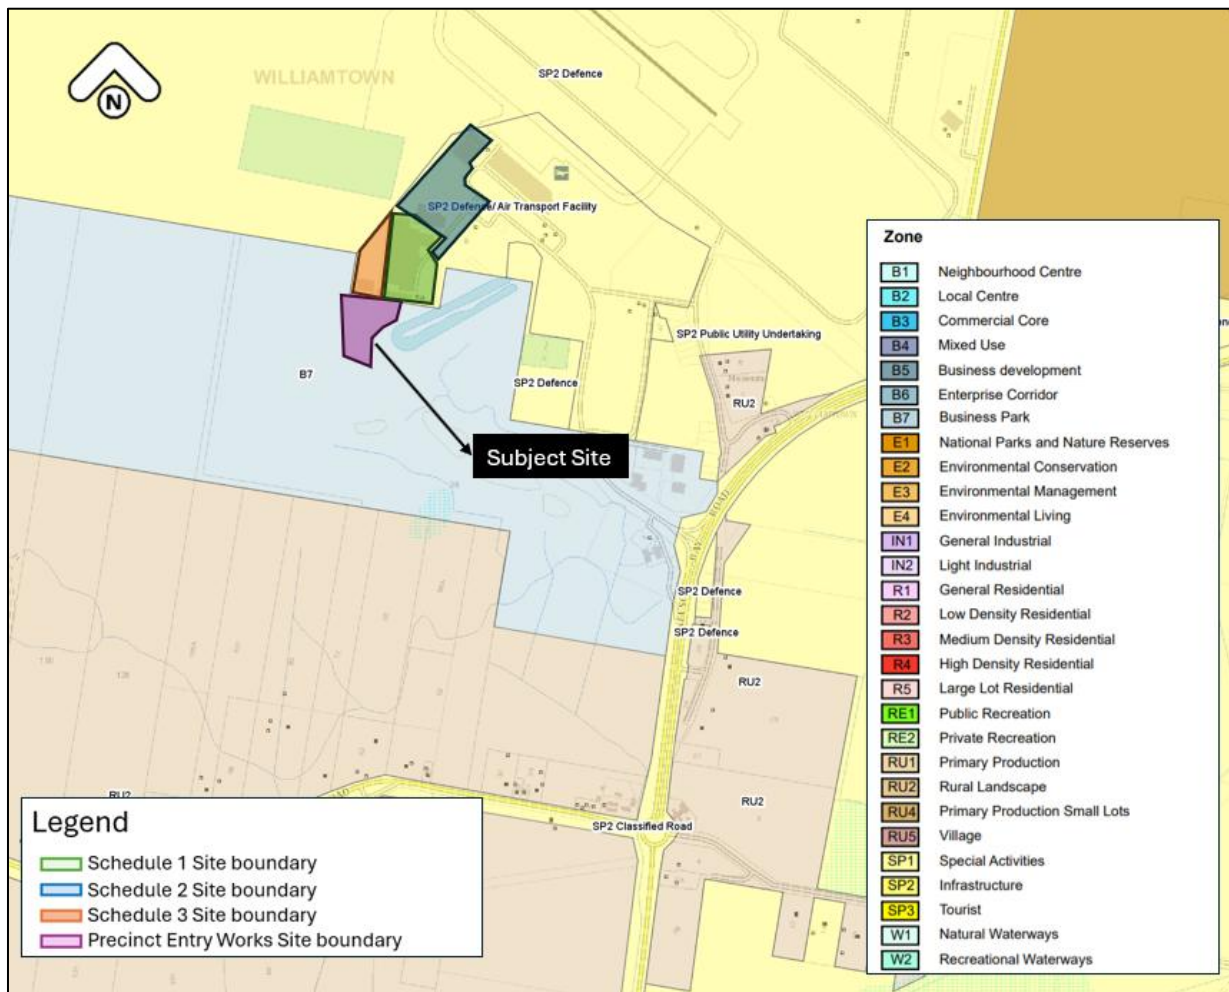 WILLIAMTOWN
SP2 Defence
N
SP2 Defence/ Air Transport Facility
SP2 Public Utility Undertaking
B7
SP2 Defence
RU2
Subject Site
ROAD
BAY
SP2 Defence
SP2 Defence
RU2
RU2
RU2
SP2 Classified Road
ROAD
Legend
Schedule 1 Site boundary
Schedule 2 Site boundary
Schedule 3 Site boundary
Precinct Entry Works Site boundary
Zone
B1 Neighbourhood Centre
B2 Local Centre
B3 Commercial Core
B4 Mixed Use
B5 Business development
B6 Enterprise Corridor
B7 Business Park
E1 National Parks and Nature Reserves
E2 Environmental Conservation
E3 Environmental Management
E4 Environmental Living
IN1 General Industrial
IN2 Light Industrial
R1 General Residential
R2 Low Density Residential
R3 Medium Density Residential
R4 High Density Residential
R5 Large Lot Residential
RE1 Public Recreation
RE2 Private Recreation
RU1 Primary Production
RU2 Rural Landscape
RU4 Primary Production Small Lots
RU5 Village
SP1 Special Activities
SP2 Infrastructure
SP3 Tourist
W1 Natural Waterways
W2 Recreational Waterways